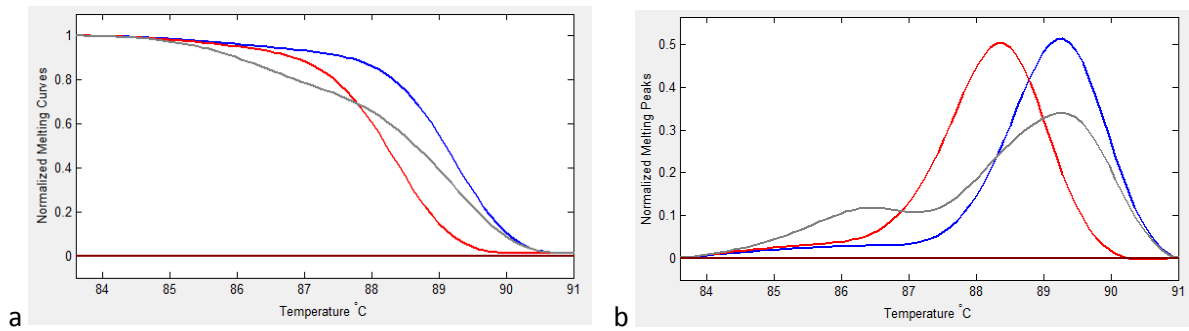 1
0.8
0.6
0.4
0.2
0
Normalized Melting Curves
84 85 86 87 88 89 90 91
Temperature °C
a
0.5
0.4
0.3
0.2
0.1
0
Normalized Melting Peaks
84 85 86 87 88 89 90 91
Temperature °C
b